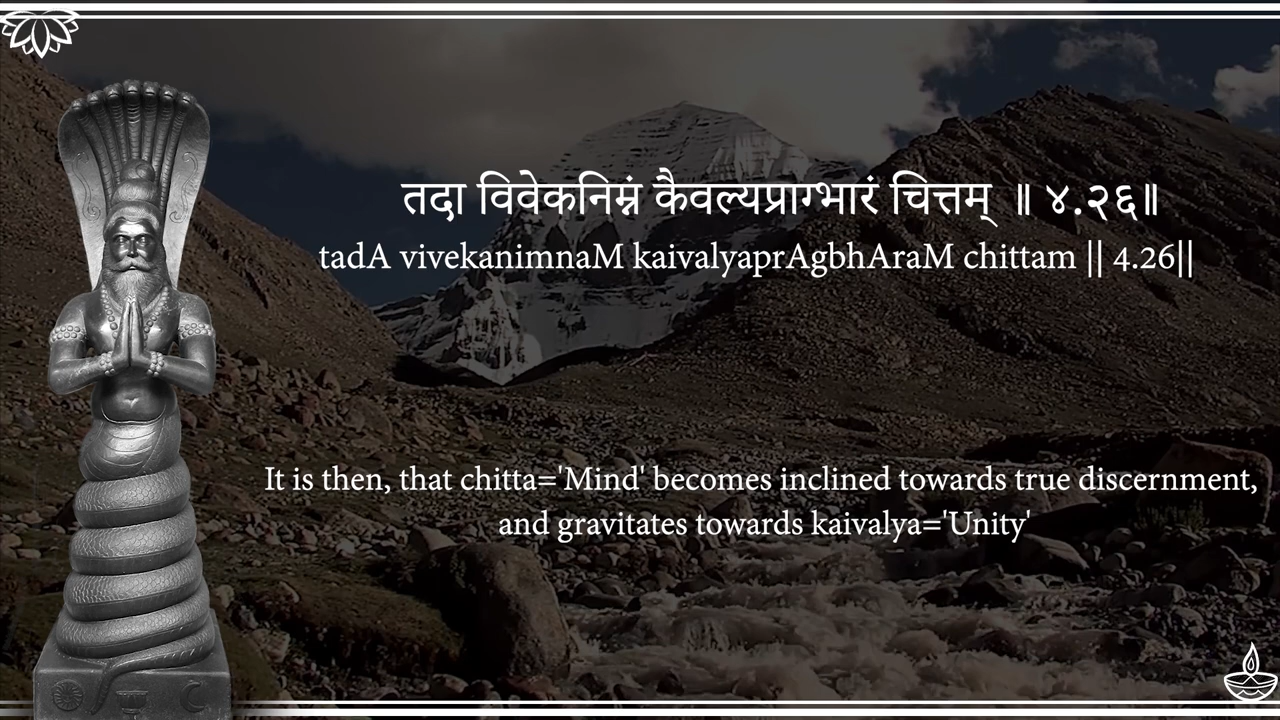 तदा विवेकनिम्नं कैवल्यप्राग्भारं चित्तम् ॥ ४.२६॥
tadA vivekanimnaM kaivalyaprAgbhAraM chittam || 4.26||
It is then, that chitta='Mind' becomes inclined towards true discernment,
and gravitates towards kaivalya='Unity'